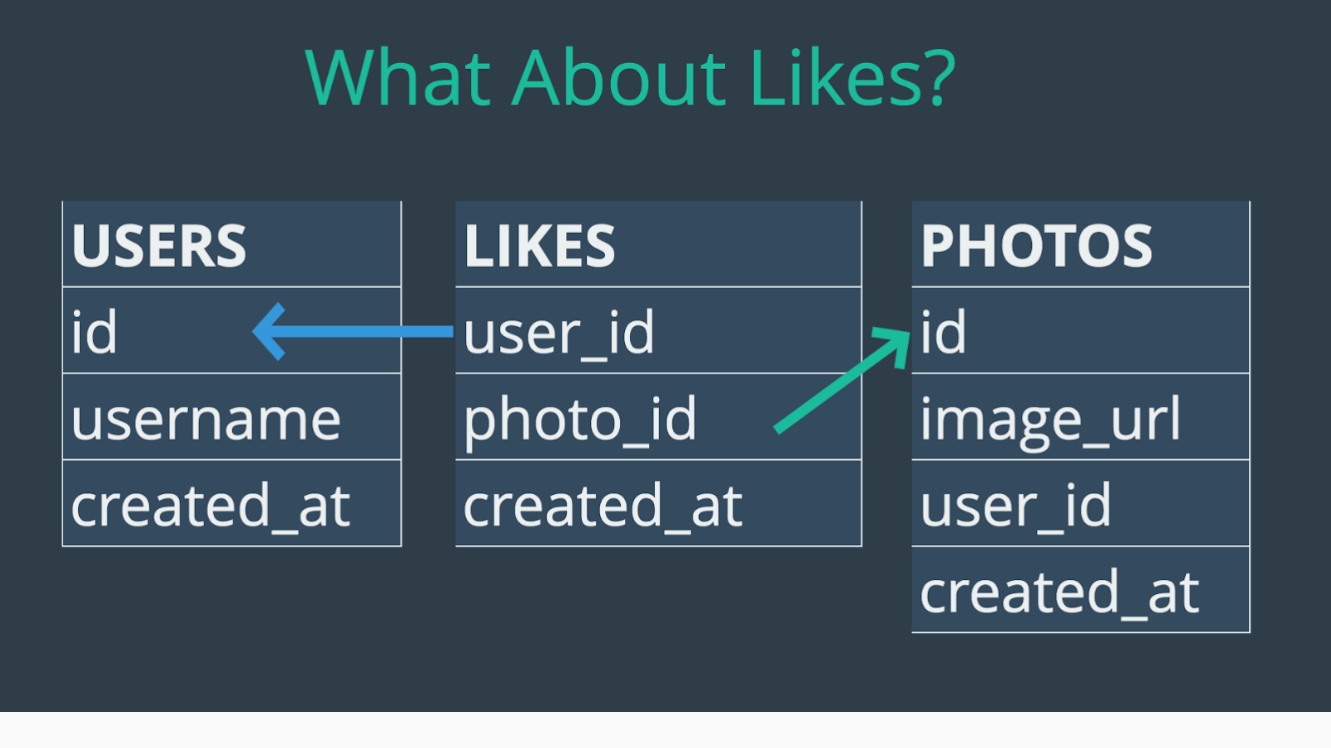 What About Likes?
USERS
id
username
created_at
LIKES
user_id
photo_id
created_at
PHOTOS
id
image_url
user_id
created_at